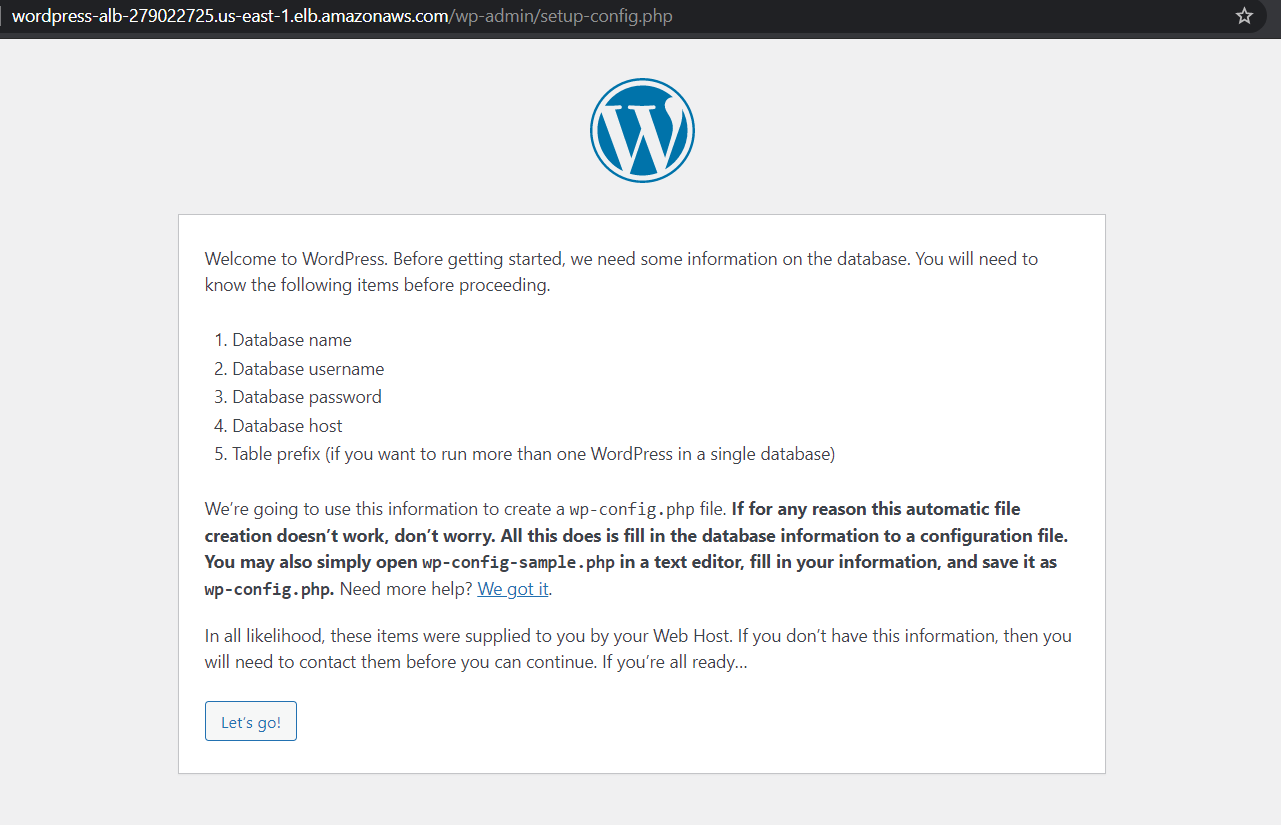 wordpress-alb-279022725.us-east-1.elb.amazonaws.com/wp-admin/setup-config.php
W
Welcome to WordPress. Before getting started, we need some information on the database. You will need to
know the following items before proceeding.
1. Database name
2. Database username
3. Database password
4. Database host
5. Table prefix (if you want to run more than one WordPress in a single database)
We’re going to use this information to create a wp-config.php file. If for any reason this automatic file
creation doesn’t work, don’t worry. All this does is fill in the database information to a configuration file.
You may also simply open wp-config-sample.php in a text editor, fill in your information, and save it as
wp-config.php. Need more help? We got it.
In all likelihood, these items were supplied to you by your Web Host. If you don’t have this information, then you
will need to contact them before you can continue. If you’re all ready…
Let’s go!